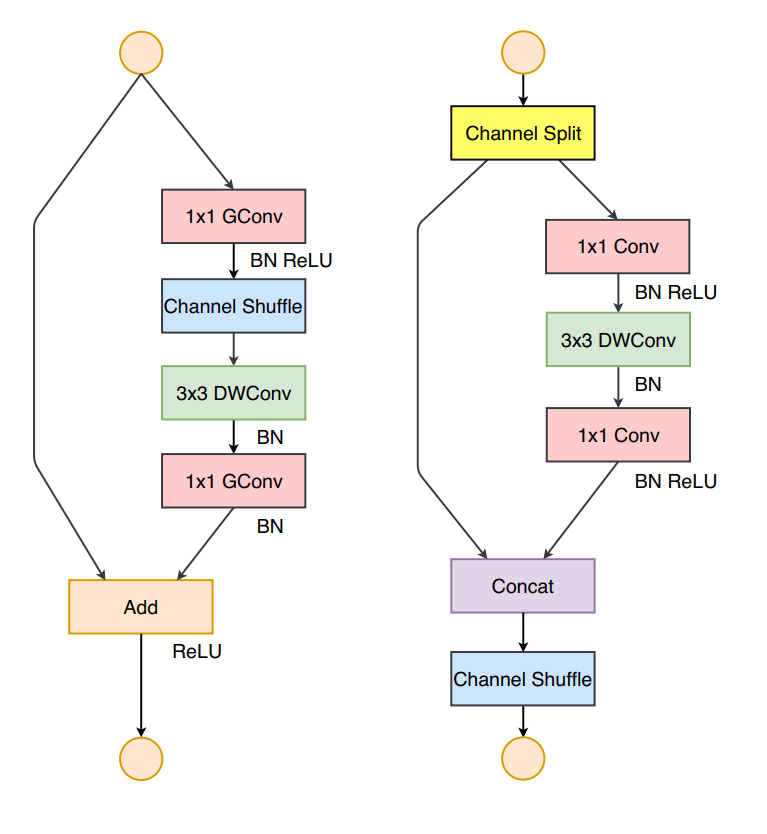 1x1 GConv
BN ReLU
Channel Shuffle
3x3 DWConv
BN
1x1 GConv
BN
Add
ReLU
Channel Split
1x1 Conv
BN ReLU
3x3 DWConv
BN
1x1 Conv
BN ReLU
Concat
Channel Shuffle